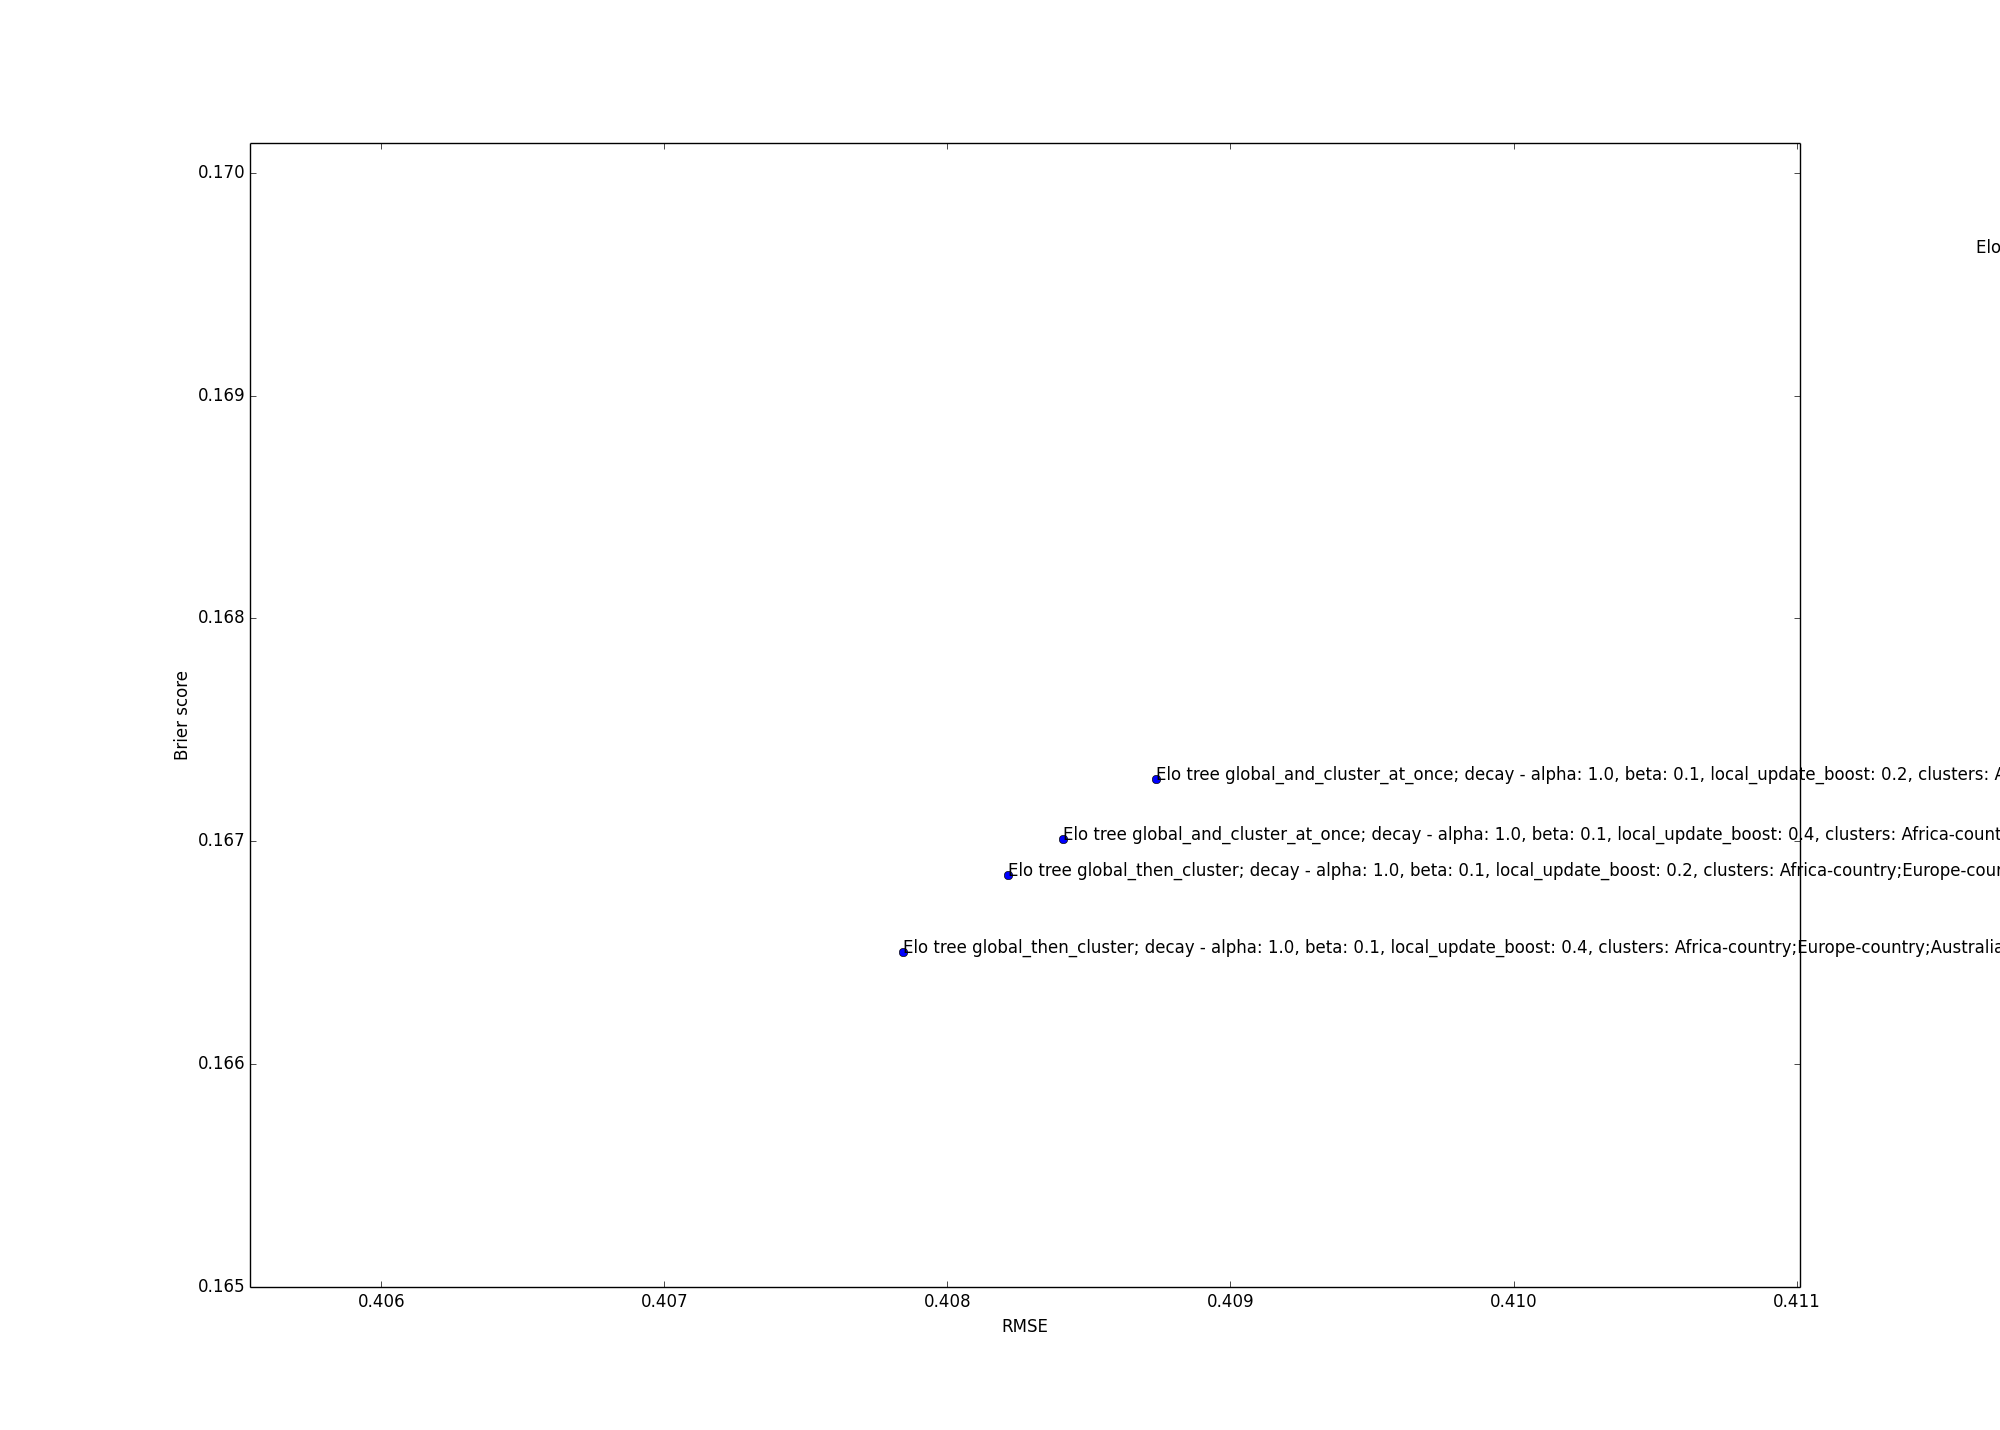 0.170
Elo
0.169
0.168
Brier score
Elo tree global_and_cluster_at_once; decay - alpha: 1.0, beta: 0.1, local_update_boost: 0.2, clusters: A
0.167
Elo tree global_and_cluster_at_once; decay - alpha: 1.0, beta: 0.1, local_update_boost: 0.4, clusters: Africa-count
Elo tree global_then_cluster; decay - alpha: 1.0, beta: 0.1, local_update_boost: 0.2, clusters: Africa-country;Europe-cour
Elo tree global_then_cluster; decay - alpha: 1.0, beta: 0.1, local_update_boost: 0.4, clusters: Africa-country;Europe-country;Australia
0.166
0.165
0.406 0.407 0.408 0.409 0.410 0.411
RMSE